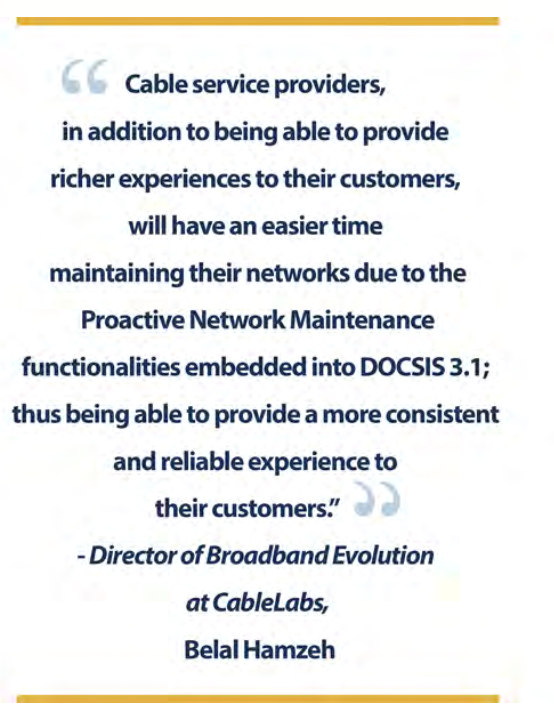 “ Cable service providers,
in addition to being able to provide
richer experiences to their customers,
will have an easier time
maintaining their networks due to the
Proactive Network Maintenance
functionalities embedded into DOCSIS 3.1;
thus being able to provide a more consistent
and reliable experience to
their customers.” ”
- Director of Broadband Evolution
at CableLabs,
Belal Hamzeh